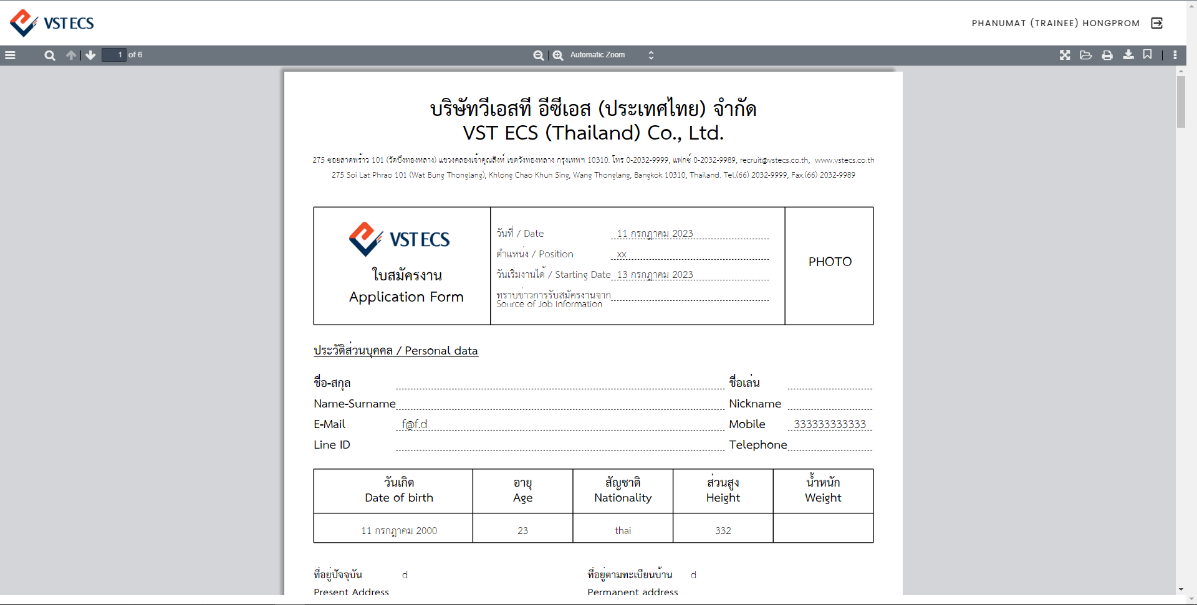 VSTECS
PHANUMAT (TRAINEE) HONGPROM
1 of 6
Automatic Zoom
บริษัทวีเอสที อีซีเอส (ประเทศไทย) จำกัด
VST ECS (Thailand) Co., Ltd.
275 ซอยลาดพร้าว 101 (วัดบึงทองหลาง) แขวงคลองเจ้าคุณสิงห์ เขตวังทองหลาง กรุงเทพฯ 10310. โทร 0-2032-9999, แฟกซ์ 0-2032-9989, recruit@vstecs.co.th, www.vstecs.co.th
275 Soi Lat Phrao 101 (Wat Bung Thonglang), Khlong Chao Khun Sing, Wang Thonglang, Bangkok 10310, Thailand. Tel.(66) 2032-9999, Fax.(66) 2032-9989
VSTECS
ใบสมัครงาน
Application Form
วันที่ / Date 11 กรกฎาคม 2023
ตำแหน่ง / Position xx
วันเริ่มงานได้ / Starting Date 13 กรกฎาคม 2023
ทราบข่าวการรับสมัครงานจาก
Source of Job Information
PHOTO
ประวัติส่วนบุคคล / Personal data
ชื่อ-สกุล ชื่อเล่น
Name-Surname Nickname
E-Mail f@f.d Mobile 333333333333
Line ID Telephone
วันเกิด อายุ สัญชาติ ส่วนสูง น้ำหนัก
Date of birth Age Nationality Height Weight
11 กรกฎาคม 2000 23 thai 332
ที่อยู่ปัจจุบัน d ที่อยู่ตามทะเบียนบ้าน d
Present Address Permanent address